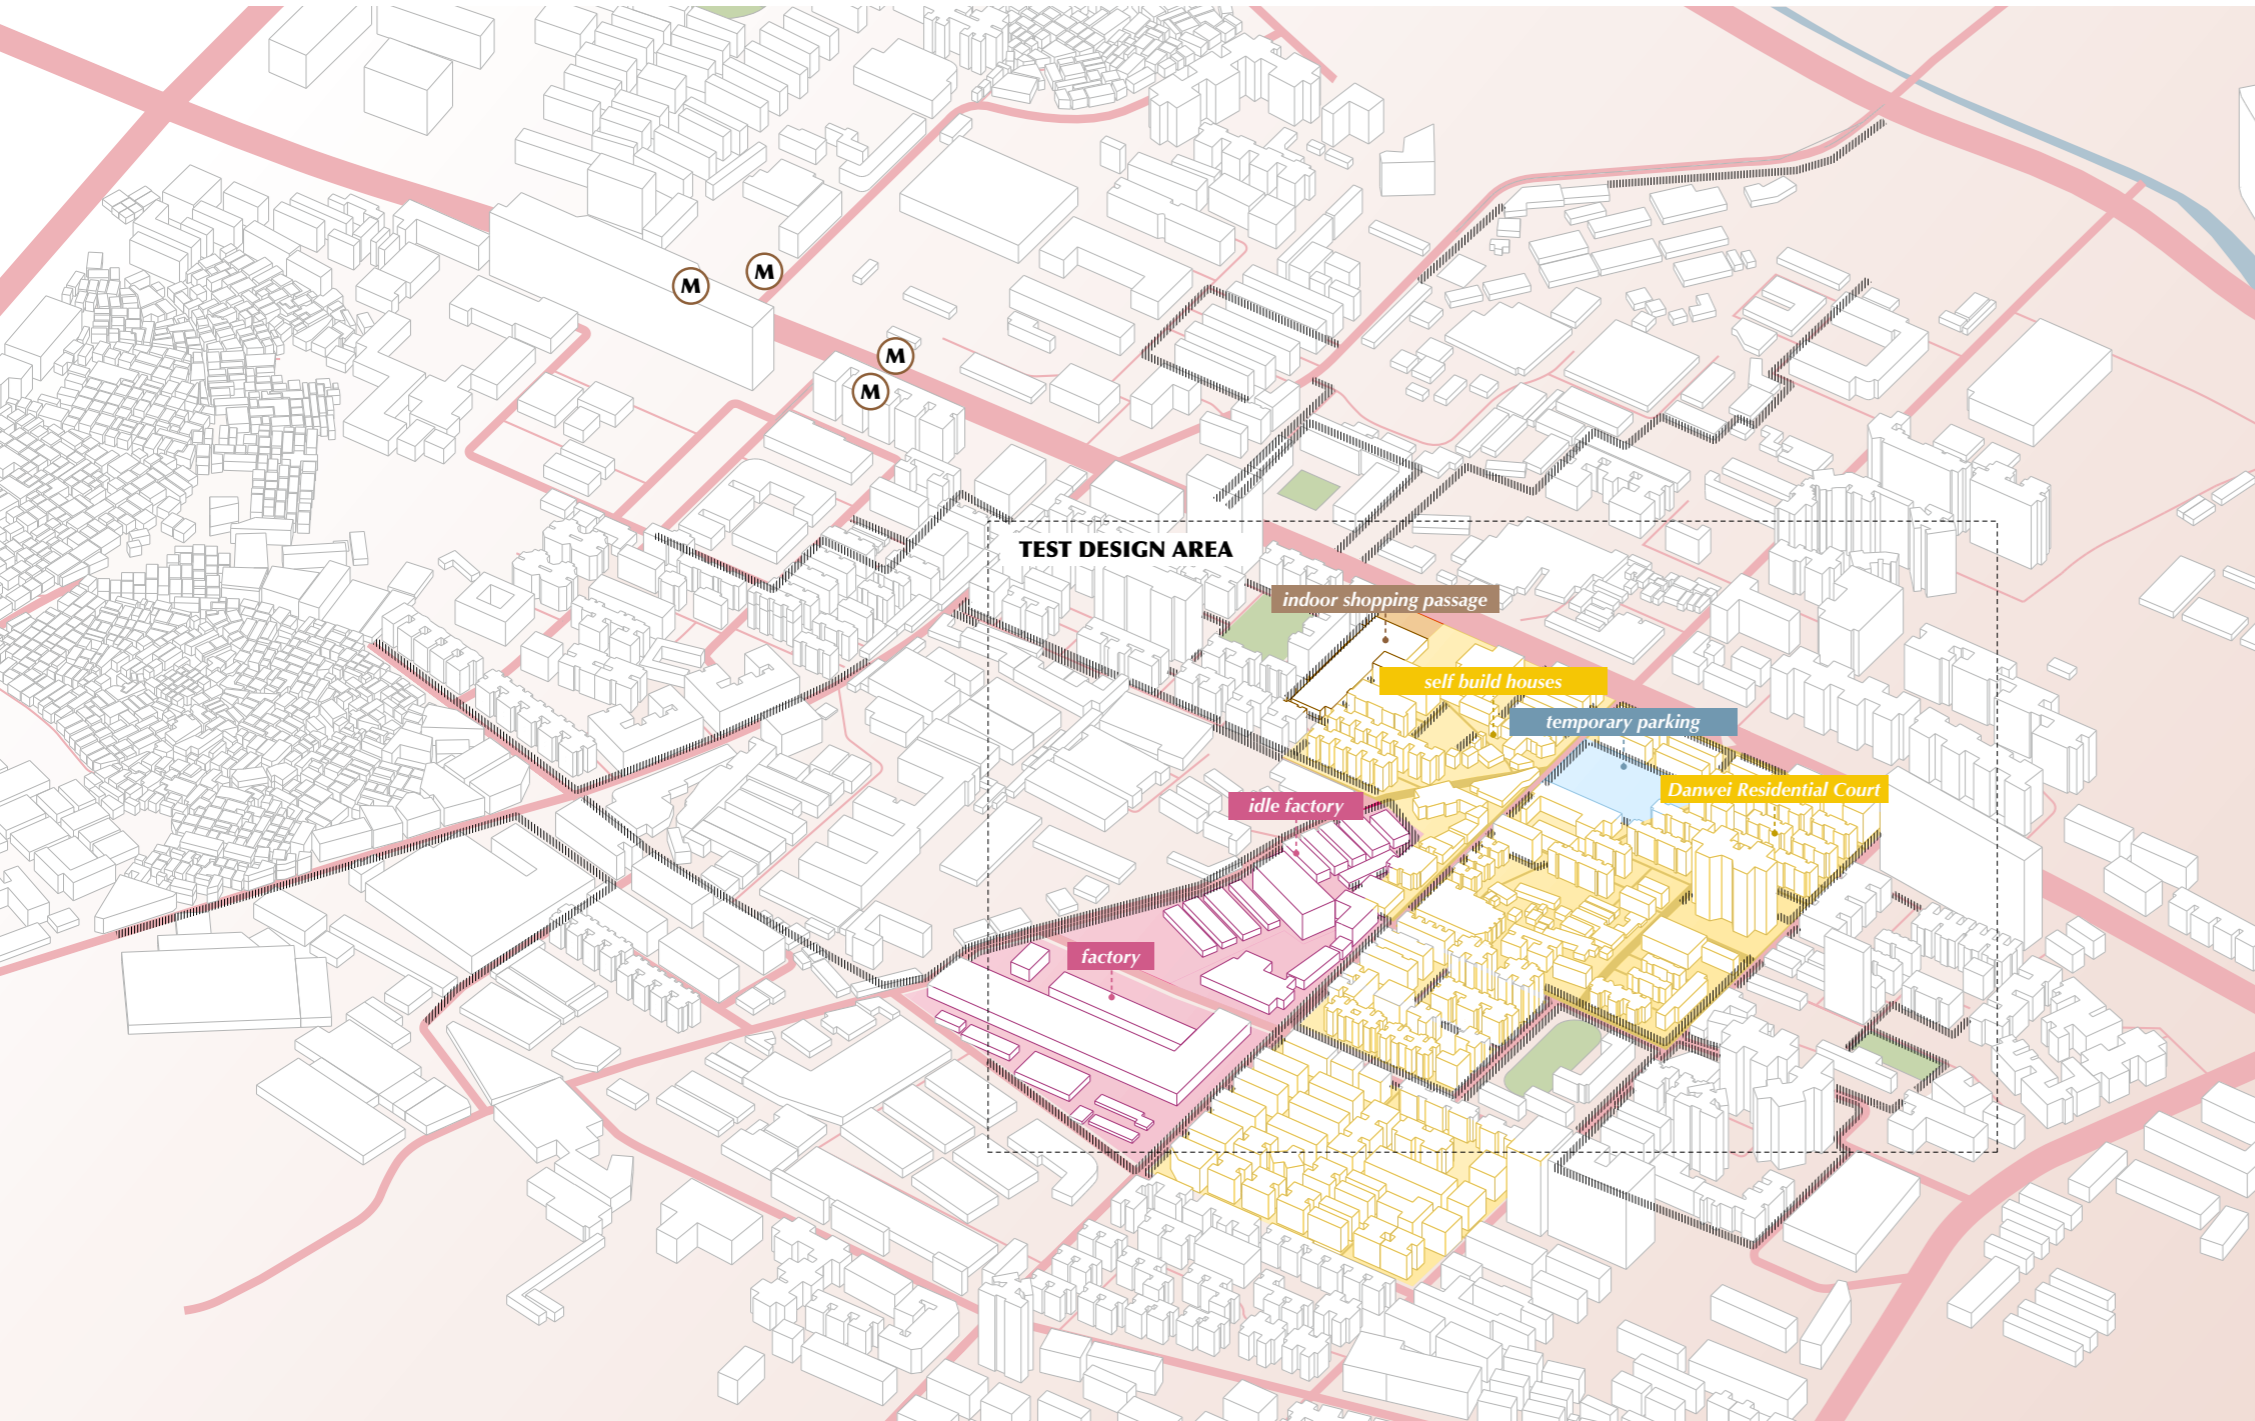 M
M
M
M
TEST DESIGN AREA
indoor shopping passage
self build houses
temporary parking
Danwei Residential Court
idle factory
factory